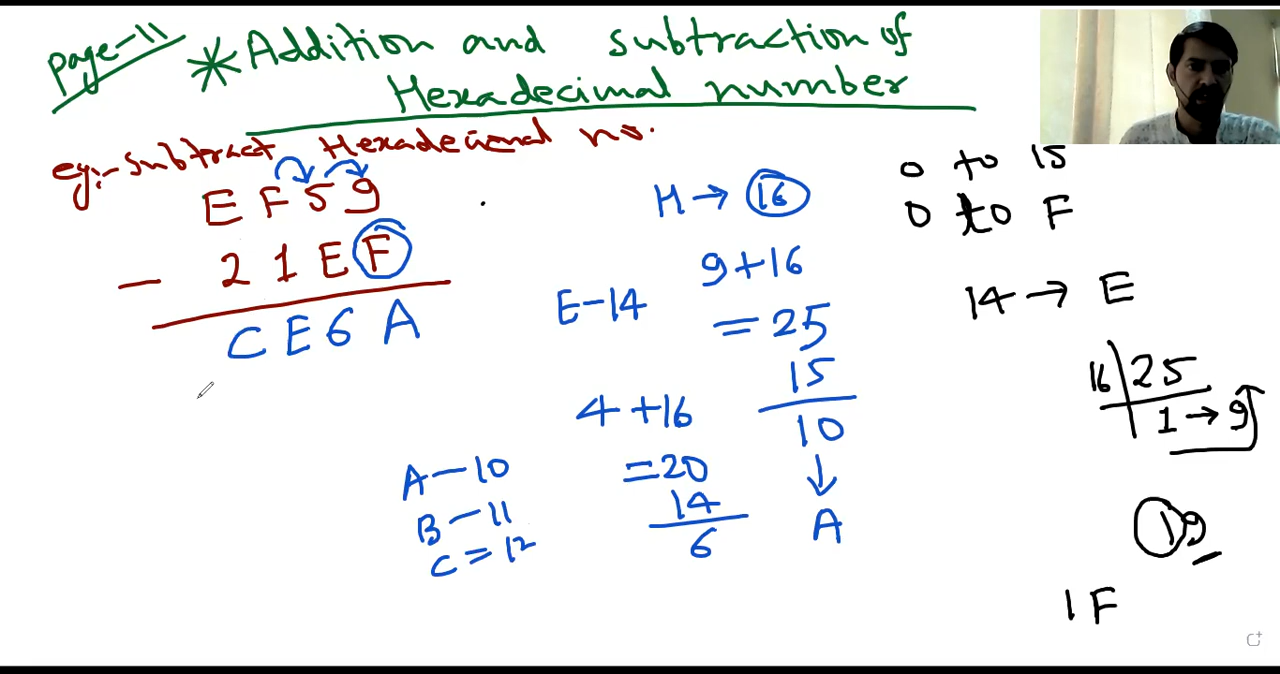 page-11 * Addition and subtraction of
Hexadecimal number
eg:- subtract Hexadecimal no.
E F 5 9
- 2 1 E F
C E 6 A
H → 16
9+16
= 25
15
10
↓
A
E-14
4 +16
=20
14
6
A - 10
B - 11
C = 12
0 to 15
0 to F
14 → E
16 | 25
1 → 9
19
1 F